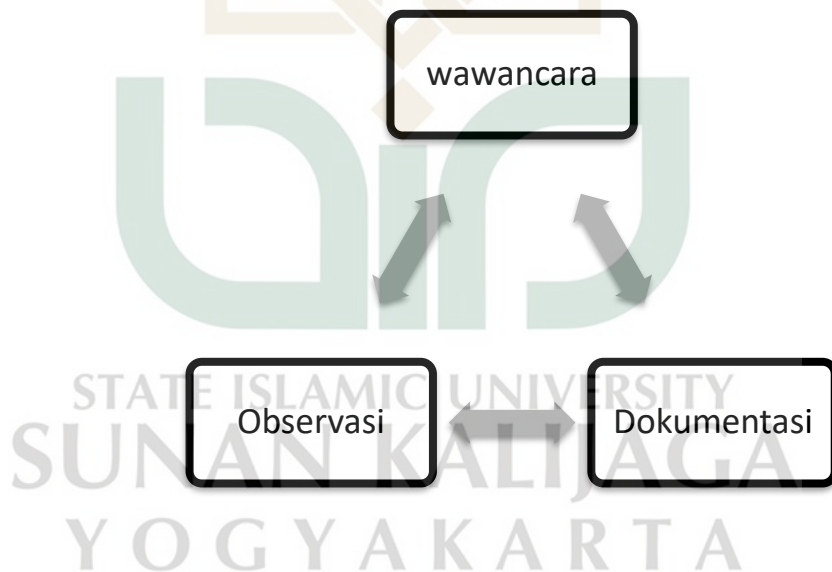 wawancara
STATE ISLAMIC UNIVERSITY
Observasi
Dokumentasi
SUNAN KALIJAGA
YOGYAKARTA